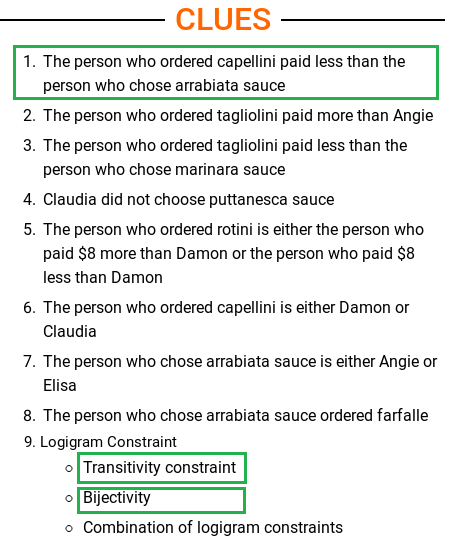 CLUES
1. The person who ordered capellini paid less than the
person who chose arrabiata sauce
2. The person who ordered tagliolini paid more than Angie
3. The person who ordered tagliolini paid less than the
person who chose marinara sauce
4. Claudia did not choose puttanesca sauce
5. The person who ordered rotini is either the person who
paid $8 more than Damon or the person who paid $8
less than Damon
6. The person who ordered capellini is either Damon or
Claudia
7. The person who chose arrabiata sauce is either Angie or
Elisa
8. The person who chose arrabiata sauce ordered farfalle
9. Logigram Constraint
○ Transitivity constraint
○ Bijectivity
○ Combination of logigram constraints